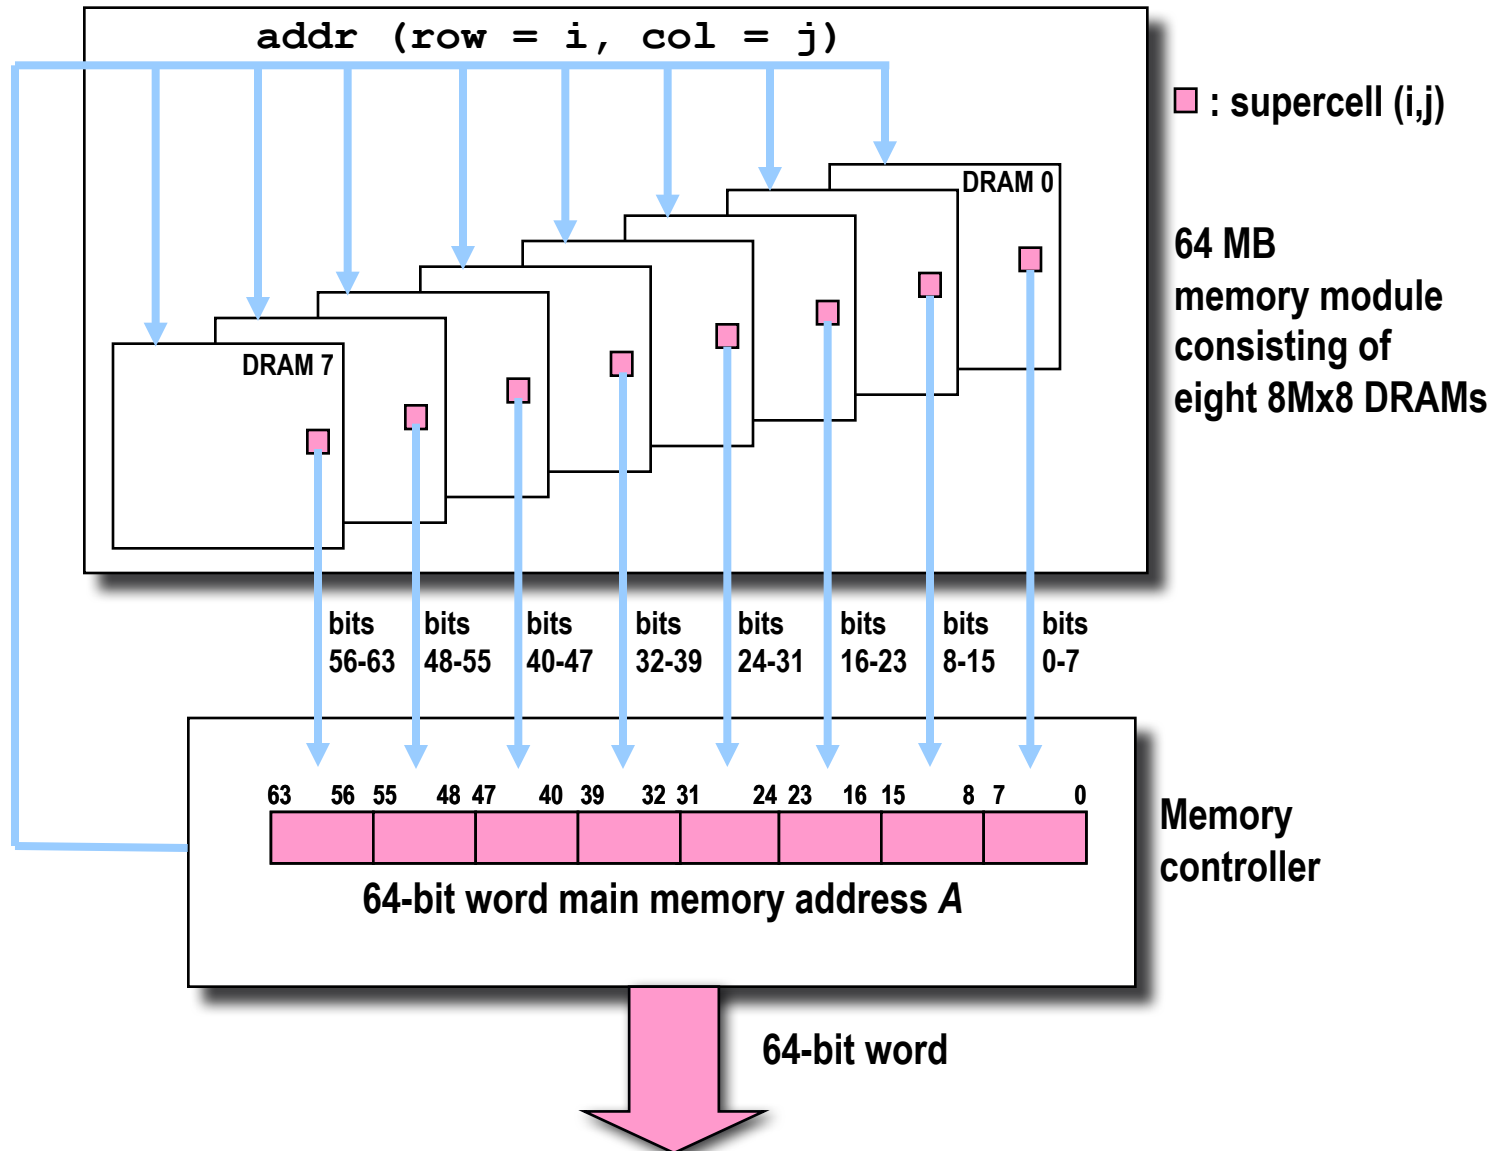 addr (row = i, col = j)
: supercell (i,j)
DRAM 0
64 MB
memory module
consisting of
eight 8Mx8 DRAMs
DRAM 7
bits
56-63
bits
48-55
bits
40-47
bits
32-39
bits
24-31
bits
16-23
bits
8-15
bits
0-7
63 56 55 48 47 40 39 32 31 24 23 16 15 8 7 0
Memory
controller
64-bit word main memory address A
64-bit word